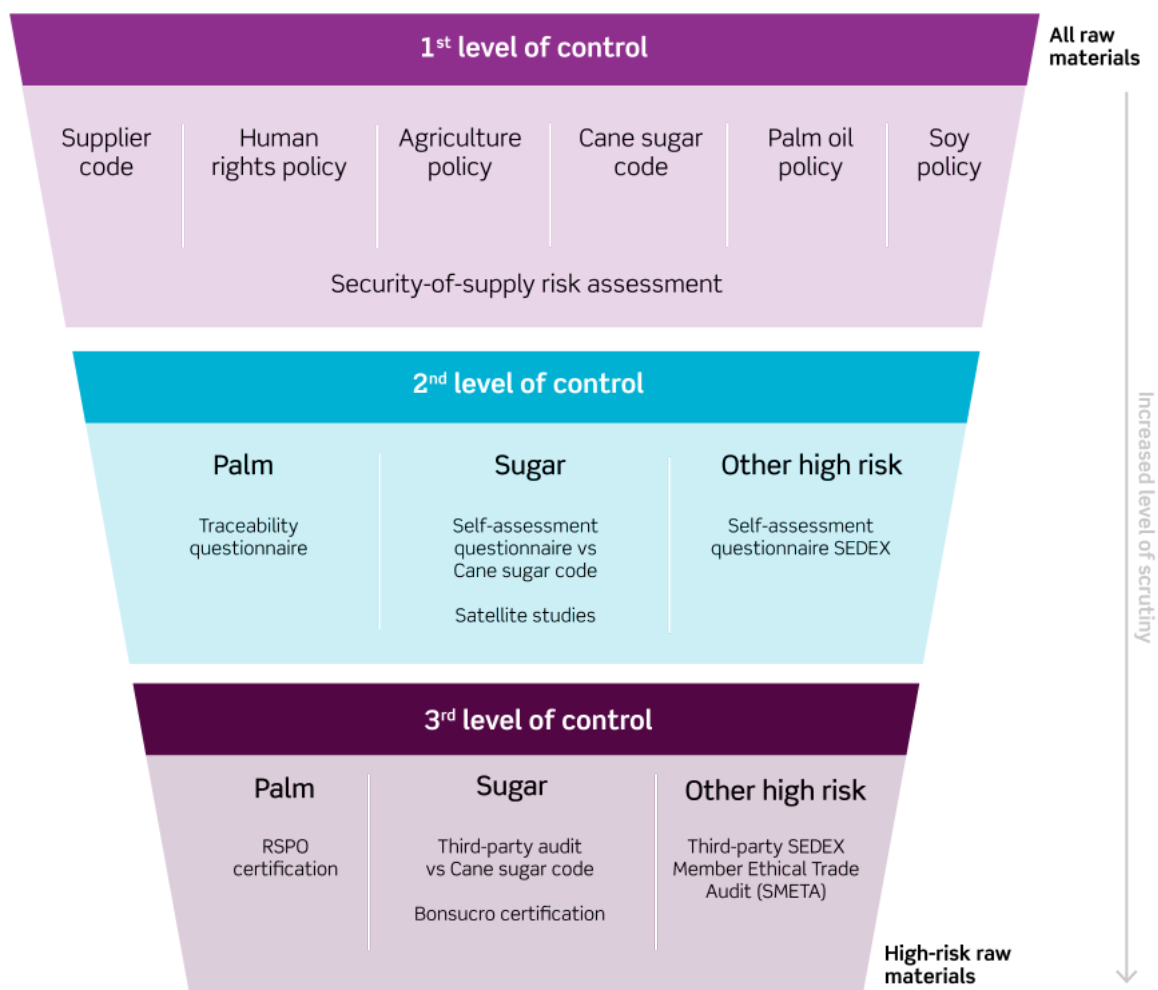 1st level of control
All raw
materials
Supplier
code
Human
rights policy
Agriculture
policy
Cane sugar
code
Palm oil
policy
Soy
policy
Security-of-supply risk assessment
2nd level of control
Palm
Traceability
questionnaire
Sugar
Self-assessment
questionnaire vs
Cane sugar code
Satellite studies
Other high risk
Self-assessment
questionnaire SEDEX
Increased level of scrutiny
3rd level of control
Palm
RSPO
certification
Sugar
Third-party audit
vs Cane sugar code
Bonsucro certification
Other high risk
Third-party SEDEX
Member Ethical Trade
Audit (SMETA)
High-risk raw
materials